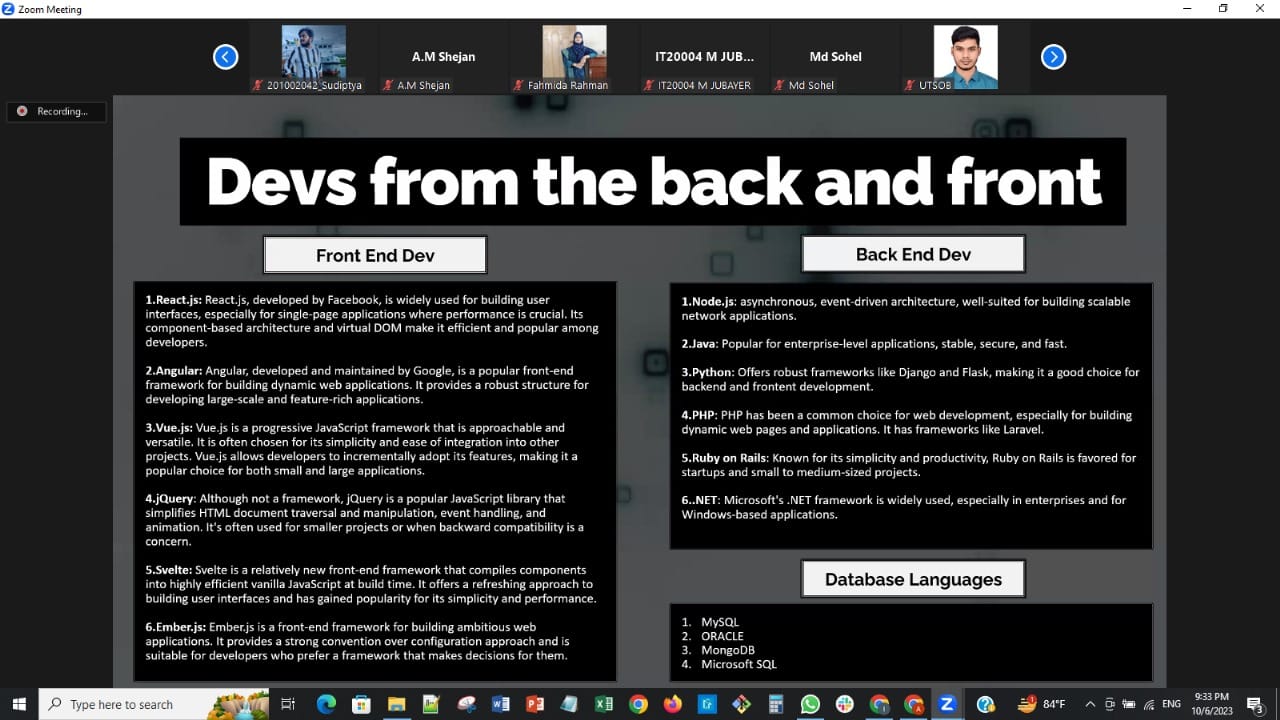 Zoom Meeting
A.M Shejan
IT20004 M JUB...
Md Sohel
201002042_Sudiptya
A.M Shejan
Fahmida Rahman
IT20004 M JUBAYER
Md Sohel
UTSOB
Recording...
Devs from the back and front
Front End Dev
1.React.js: React.js, developed by Facebook, is widely used for building user
interfaces, especially for single-page applications where performance is crucial. Its
component-based architecture and virtual DOM make it efficient and popular among
developers.
2.Angular: Angular, developed and maintained by Google, is a popular front-end
framework for building dynamic web applications. It provides a robust structure for
developing large-scale and feature-rich applications.
3.Vue.js: Vue.js is a progressive JavaScript framework that is approachable and
versatile. It is often chosen for its simplicity and ease of integration into other
projects. Vue.js allows developers to incrementally adopt its features, making it a
popular choice for both small and large applications.
4.jQuery: Although not a framework, jQuery is a popular JavaScript library that
simplifies HTML document traversal and manipulation, event handling, and
animation. It's often used for smaller projects or when backward compatibility is a
concern.
5.Svelte: Svelte is a relatively new front-end framework that compiles components
into highly efficient vanilla JavaScript at build time. It offers a refreshing approach to
building user interfaces and has gained popularity for its simplicity and performance.
6.Ember.js: Ember.js is a front-end framework for building ambitious web
applications. It provides a strong convention over configuration approach and is
suitable for developers who prefer a framework that makes decisions for them.
Back End Dev
1.Node.js: asynchronous, event-driven architecture, well-suited for building scalable
network applications.
2.Java: Popular for enterprise-level applications, stable, secure, and fast.
3.Python: Offers robust frameworks like Django and Flask, making it a good choice for
backend and frontent development.
4.PHP: PHP has been a common choice for web development, especially for building
dynamic web pages and applications. It has frameworks like Laravel.
5.Ruby on Rails: Known for its simplicity and productivity, Ruby on Rails is favored for
startups and small to medium-sized projects.
6..NET: Microsoft's .NET framework is widely used, especially in enterprises and for
Windows-based applications.
Database Languages
1. MySQL
2. ORACLE
3. MongoDB
4. Microsoft SQL
Type here to search
84°F
ENG
9:33 PM
10/6/2023
3